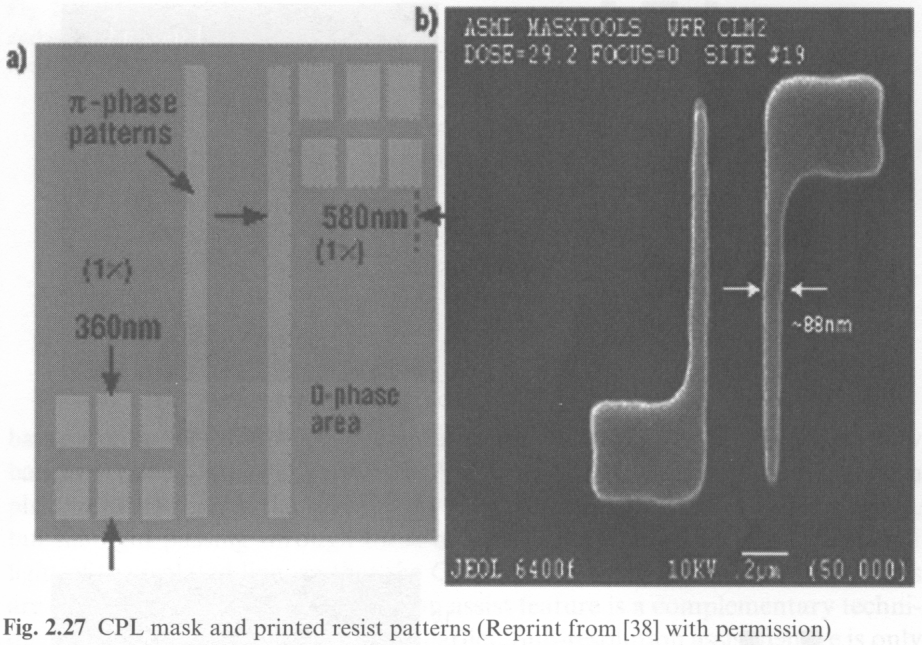 a)
π-phase
patterns
580nm
(1×)
(1×)
360nm
0-phase
area
b)
ASML MASKTOOLS WFR CLM2
DOSE=29.2 FOCUS=0 SITE #19
~88nm
JEOL 6400f 10KV .2μm (50,000)
Fig. 2.27 CPL mask and printed resist patterns (Reprint from [38] with permission)